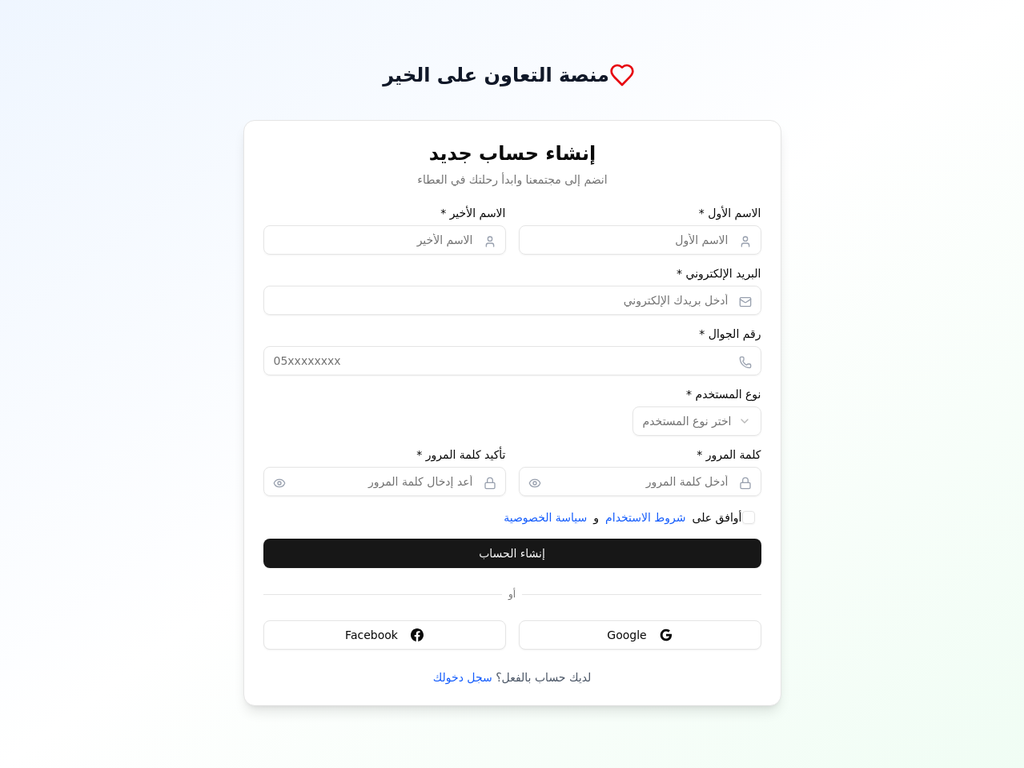 منصة التعاون على الخير
إنشاء حساب جديد
انضم إلى مجتمعنا وابدأ رحلتك في العطاء
الاسم الأول *
الاسم الأول
الاسم الأخير *
الاسم الأخير
البريد الإلكتروني *
أدخل بريدك الإلكتروني
رقم الجوال *
05xxxxxxxx
نوع المستخدم *
اختر نوع المستخدم
كلمة المرور *
أدخل كلمة المرور
تأكيد كلمة المرور *
أعد إدخال كلمة المرور
أوافق على شروط الاستخدام و سياسة الخصوصية
إنشاء الحساب
أو
Google
Facebook
لديك حساب بالفعل؟ سجل دخولك